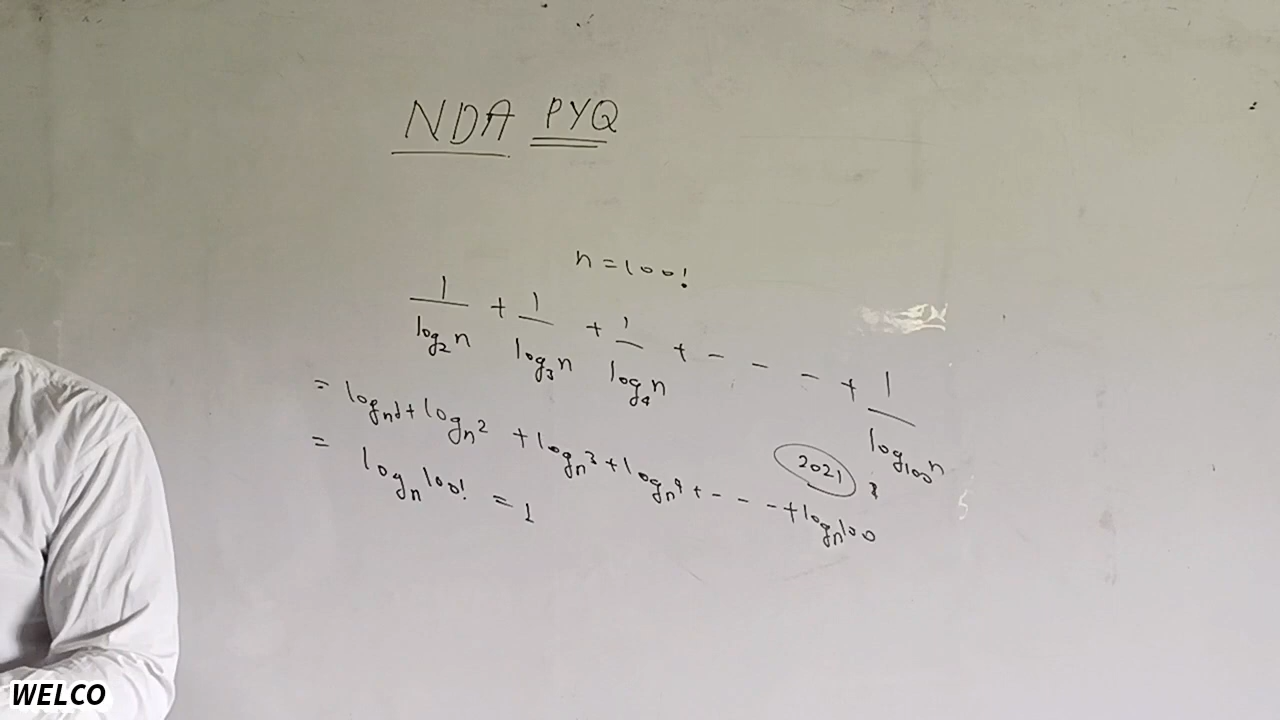 NDA PYQ
n = 100!
1/log₂n + 1/log₃n + 1/log₄n + - - - + 1/log₁₀₀n
= logₙ1 + logₙ2 + logₙ3 + logₙ4 + - - - + logₙ100
2021
= logₙ100! = 1
WELCO